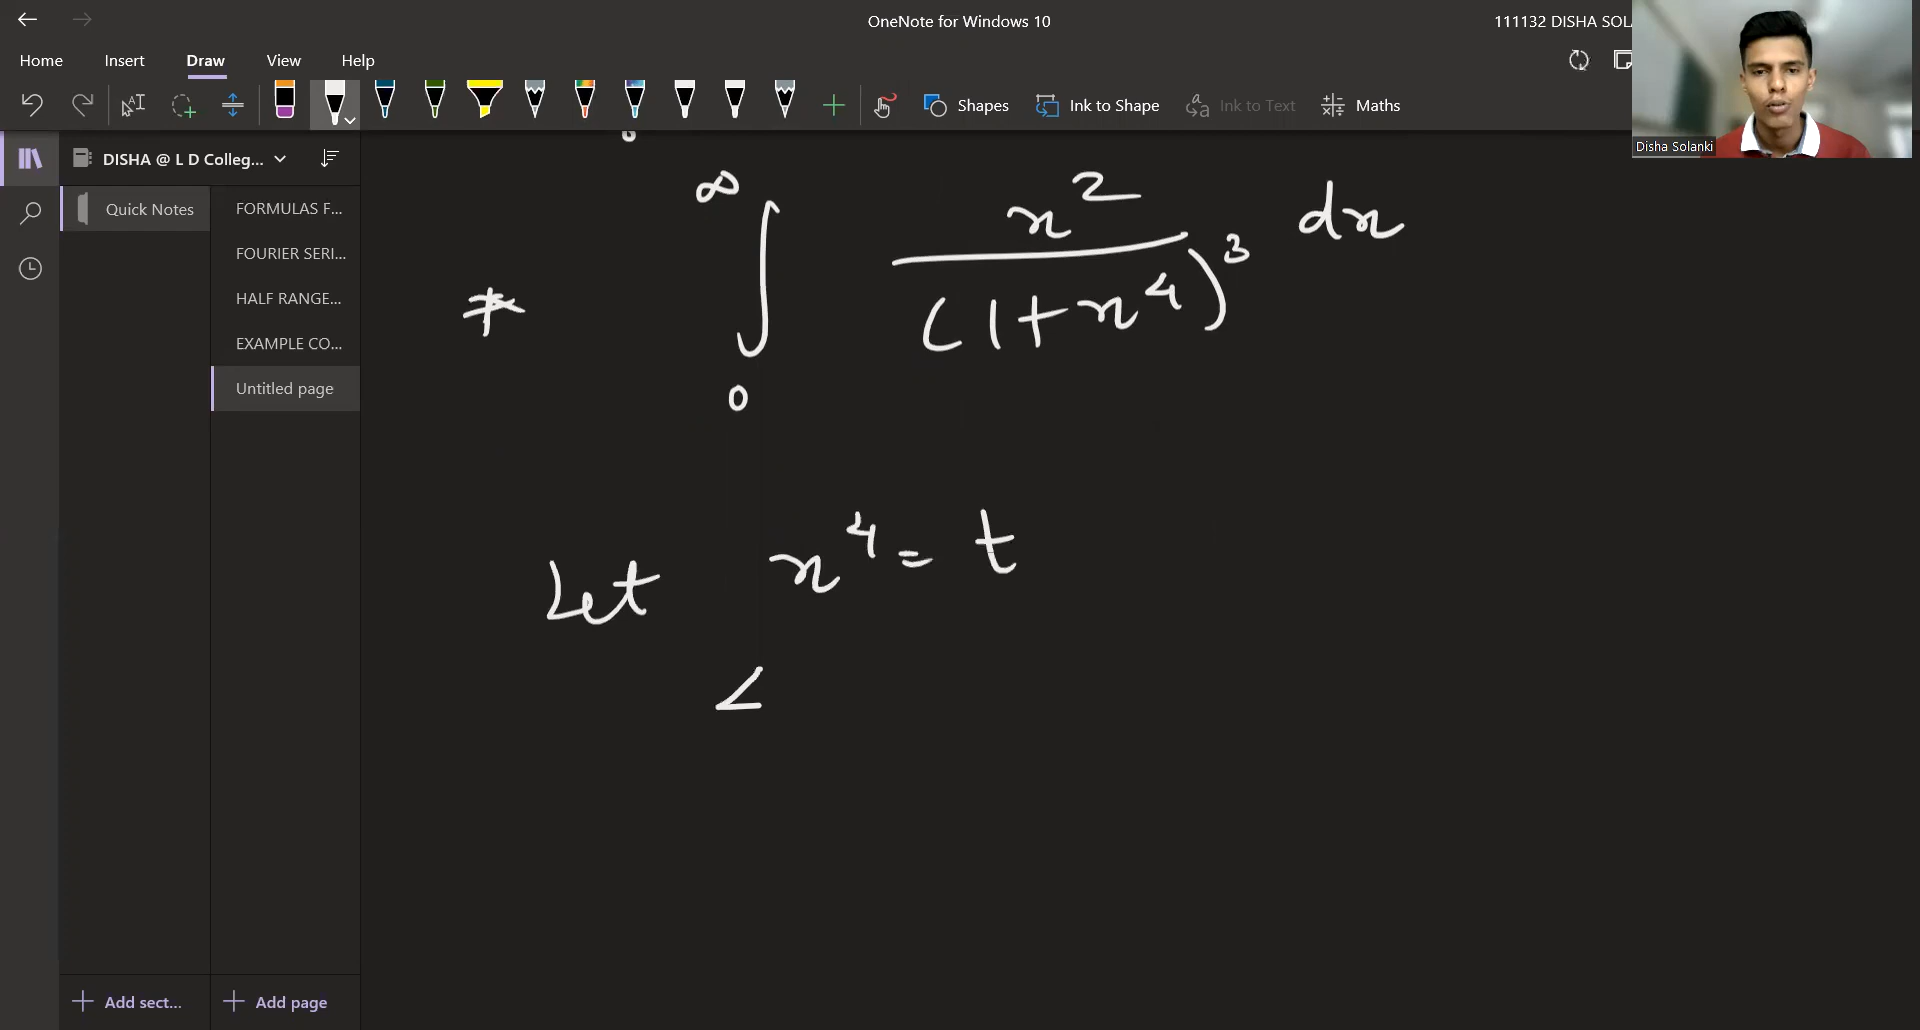 OneNote for Windows 10
111132 DISHA SOLA
Home Insert Draw View Help
Shapes Ink to Shape Ink to Text Maths
Disha Solanki
DISHA @ L D Colleg...
Quick Notes
FORMULAS F...
FOURIER SERI...
HALF RANGE...
EXAMPLE CO...
Untitled page
* ∫₀^∞ x² / (1+x⁴)³ dx
Let x⁴ = t
∠
Add sect...
Add page